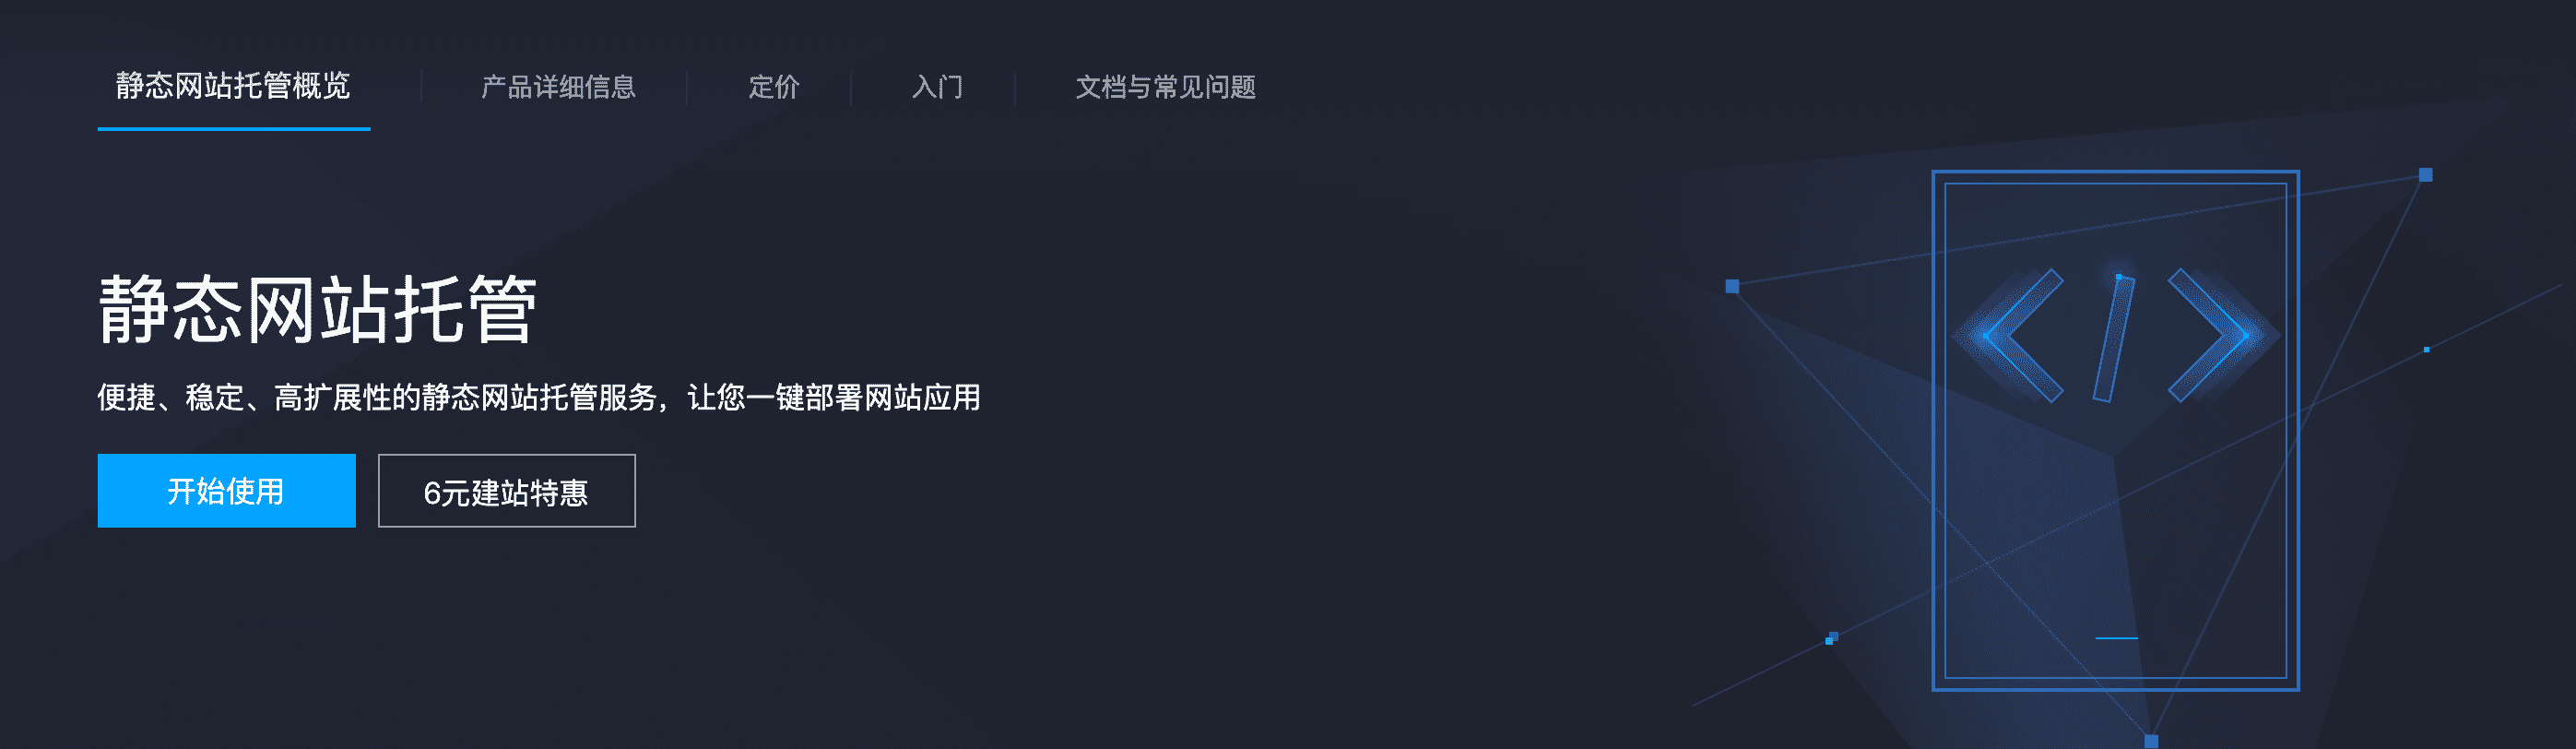 静态网站托管概览 产品详细信息 定价 入门 文档与常见问题
静态网站托管
便捷、稳定、高扩展性的静态网站托管服务，让您一键部署网站应用
开始使用 6元建站特惠